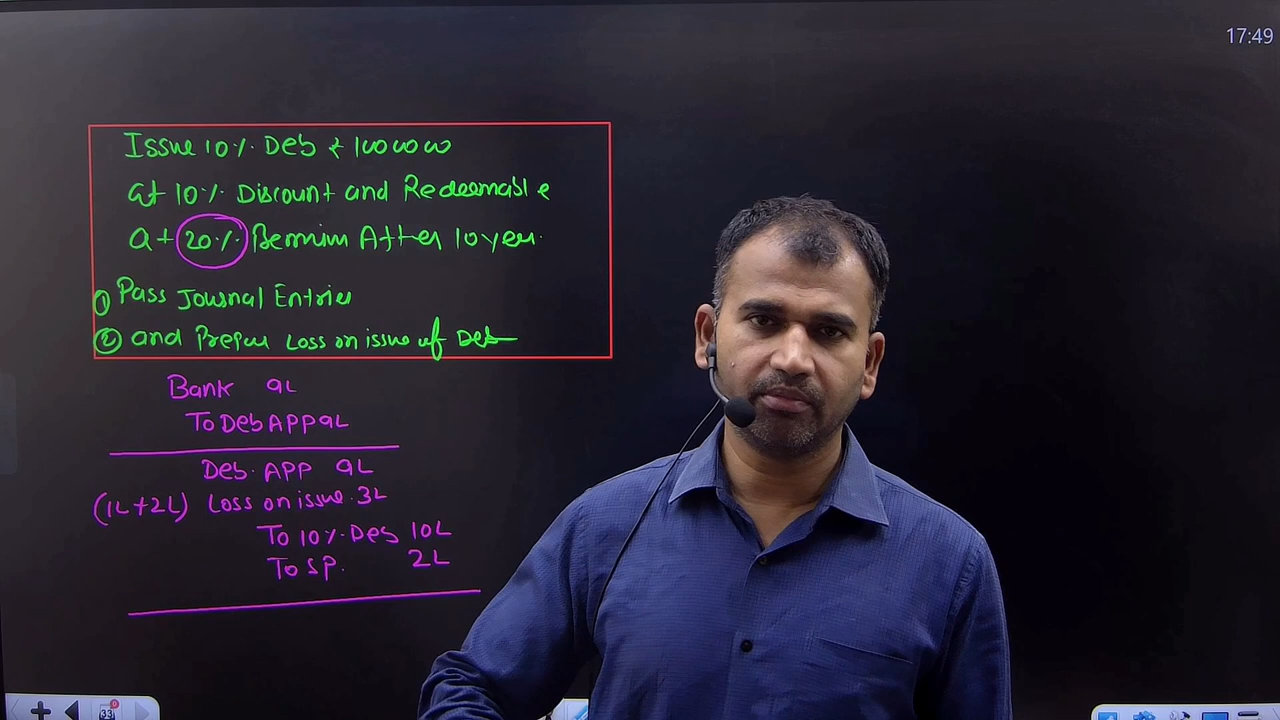 17:49
Issue 10% Deb ₹ 1000000
at 10% Discount and Redeemable
at 20% Premium After 10 year.
① Pass Journal Entries
② and Prepare Loss on issue of Deb
Bank 9L
To Deb APP 9L
Deb. APP 9L
(1L+2L) Loss on issue. 3L
To 10%. Deb 10L
To SP. 2L
33